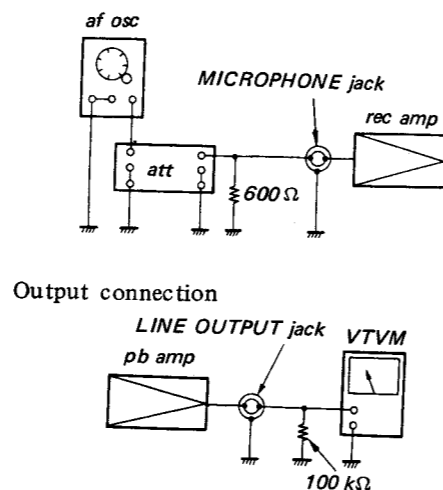 af osc
MICROPHONE jack
rec amp
att
600 Ω
Output connection
LINE OUTPUT jack
VTVM
pb amp
100 kΩ